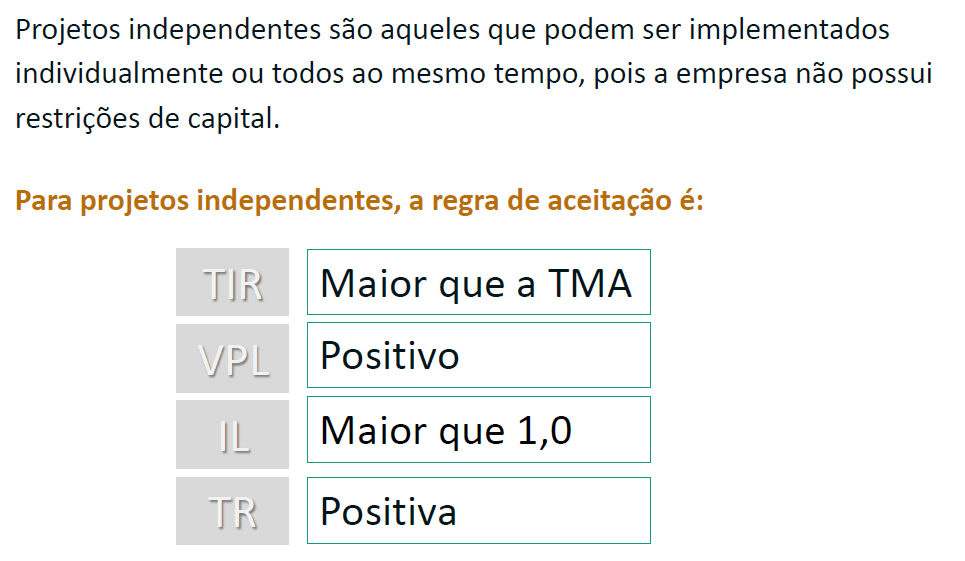 Projetos independentes são aqueles que podem ser implementados
individualmente ou todos ao mesmo tempo, pois a empresa não possui
restrições de capital.
Para projetos independentes, a regra de aceitação é:
TIR Maior que a TMA
VPL Positivo
IL Maior que 1,0
TR Positiva